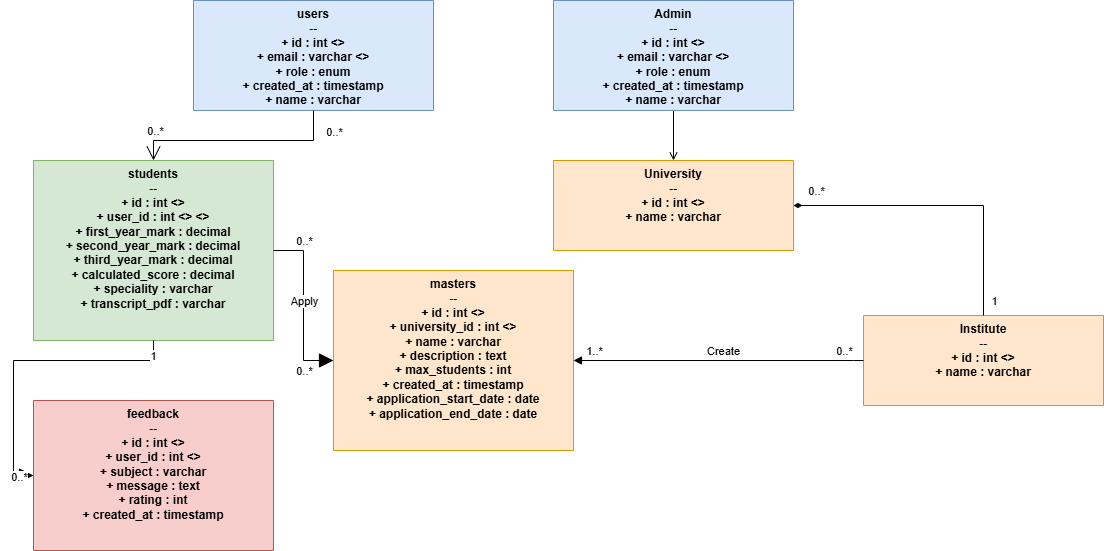 users
--
+ id : int <>
+ email : varchar <>
+ role : enum
+ created_at : timestamp
+ name : varchar
Admin
--
+ id : int <>
+ email : varchar <>
+ role : enum
+ created_at : timestamp
+ name : varchar
0..*
0..*
students
--
+ id : int <>
+ user_id : int <> <>
+ first_year_mark : decimal
+ second_year_mark : decimal
+ third_year_mark : decimal
+ calculated_score : decimal
+ speciality : varchar
+ transcript_pdf : varchar
University
--
+ id : int <>
+ name : varchar
0..*
0..*
Apply
0..*
masters
--
+ id : int <>
+ university_id : int <>
+ name : varchar
+ description : text
+ max_students : int
+ created_at : timestamp
+ application_start_date : date
+ application_end_date : date
1..*
Create
0..*
1
Institute
--
+ id : int <>
+ name : varchar
1
feedback
--
+ id : int <>
+ user_id : int <>
+ subject : varchar
+ message : text
+ rating : int
+ created_at : timestamp
0..*